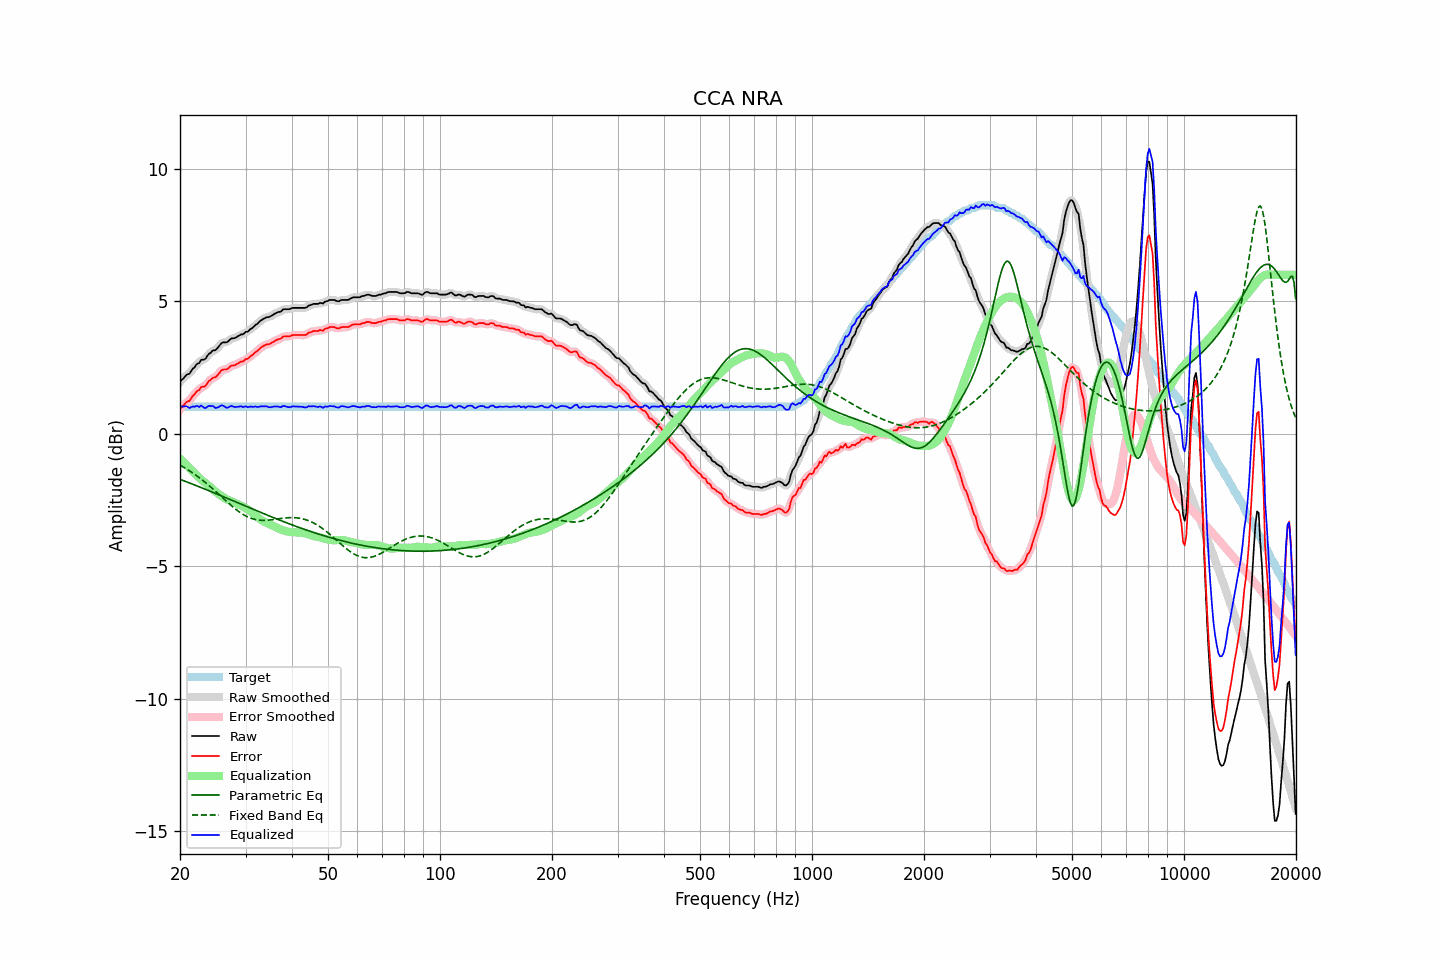 CCA NRA
Amplitude (dBr)
10
5
0
−5
−10
−15
Target
Raw Smoothed
Error Smoothed
Raw
Error
Equalization
Parametric Eq
Fixed Band Eq
Equalized
20 50 100 200 500 1000 2000 5000 10000 20000
Frequency (Hz)